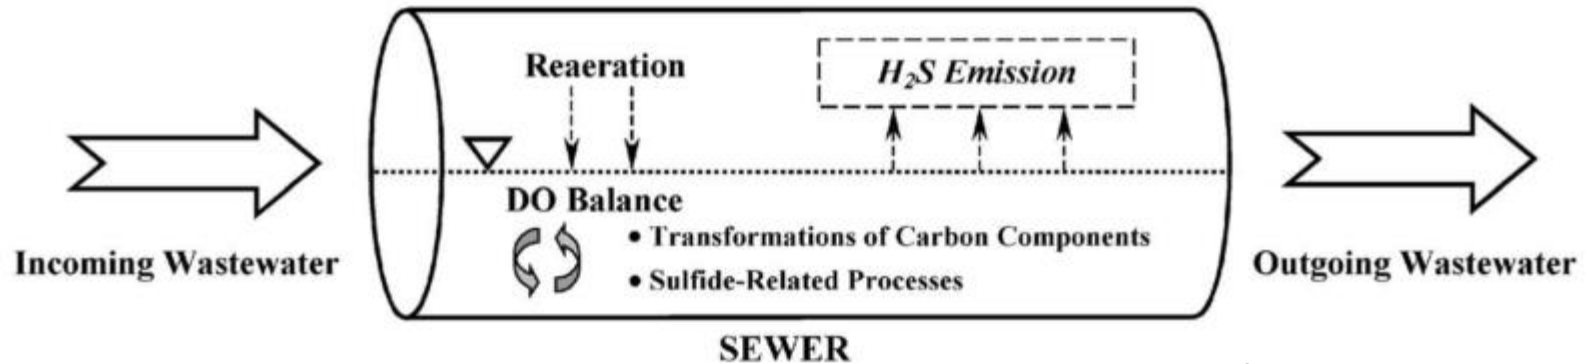 Reaeration
H₂S Emission
DO Balance
• Transformations of Carbon Components
• Sulfide-Related Processes
Incoming Wastewater
Outgoing Wastewater
SEWER